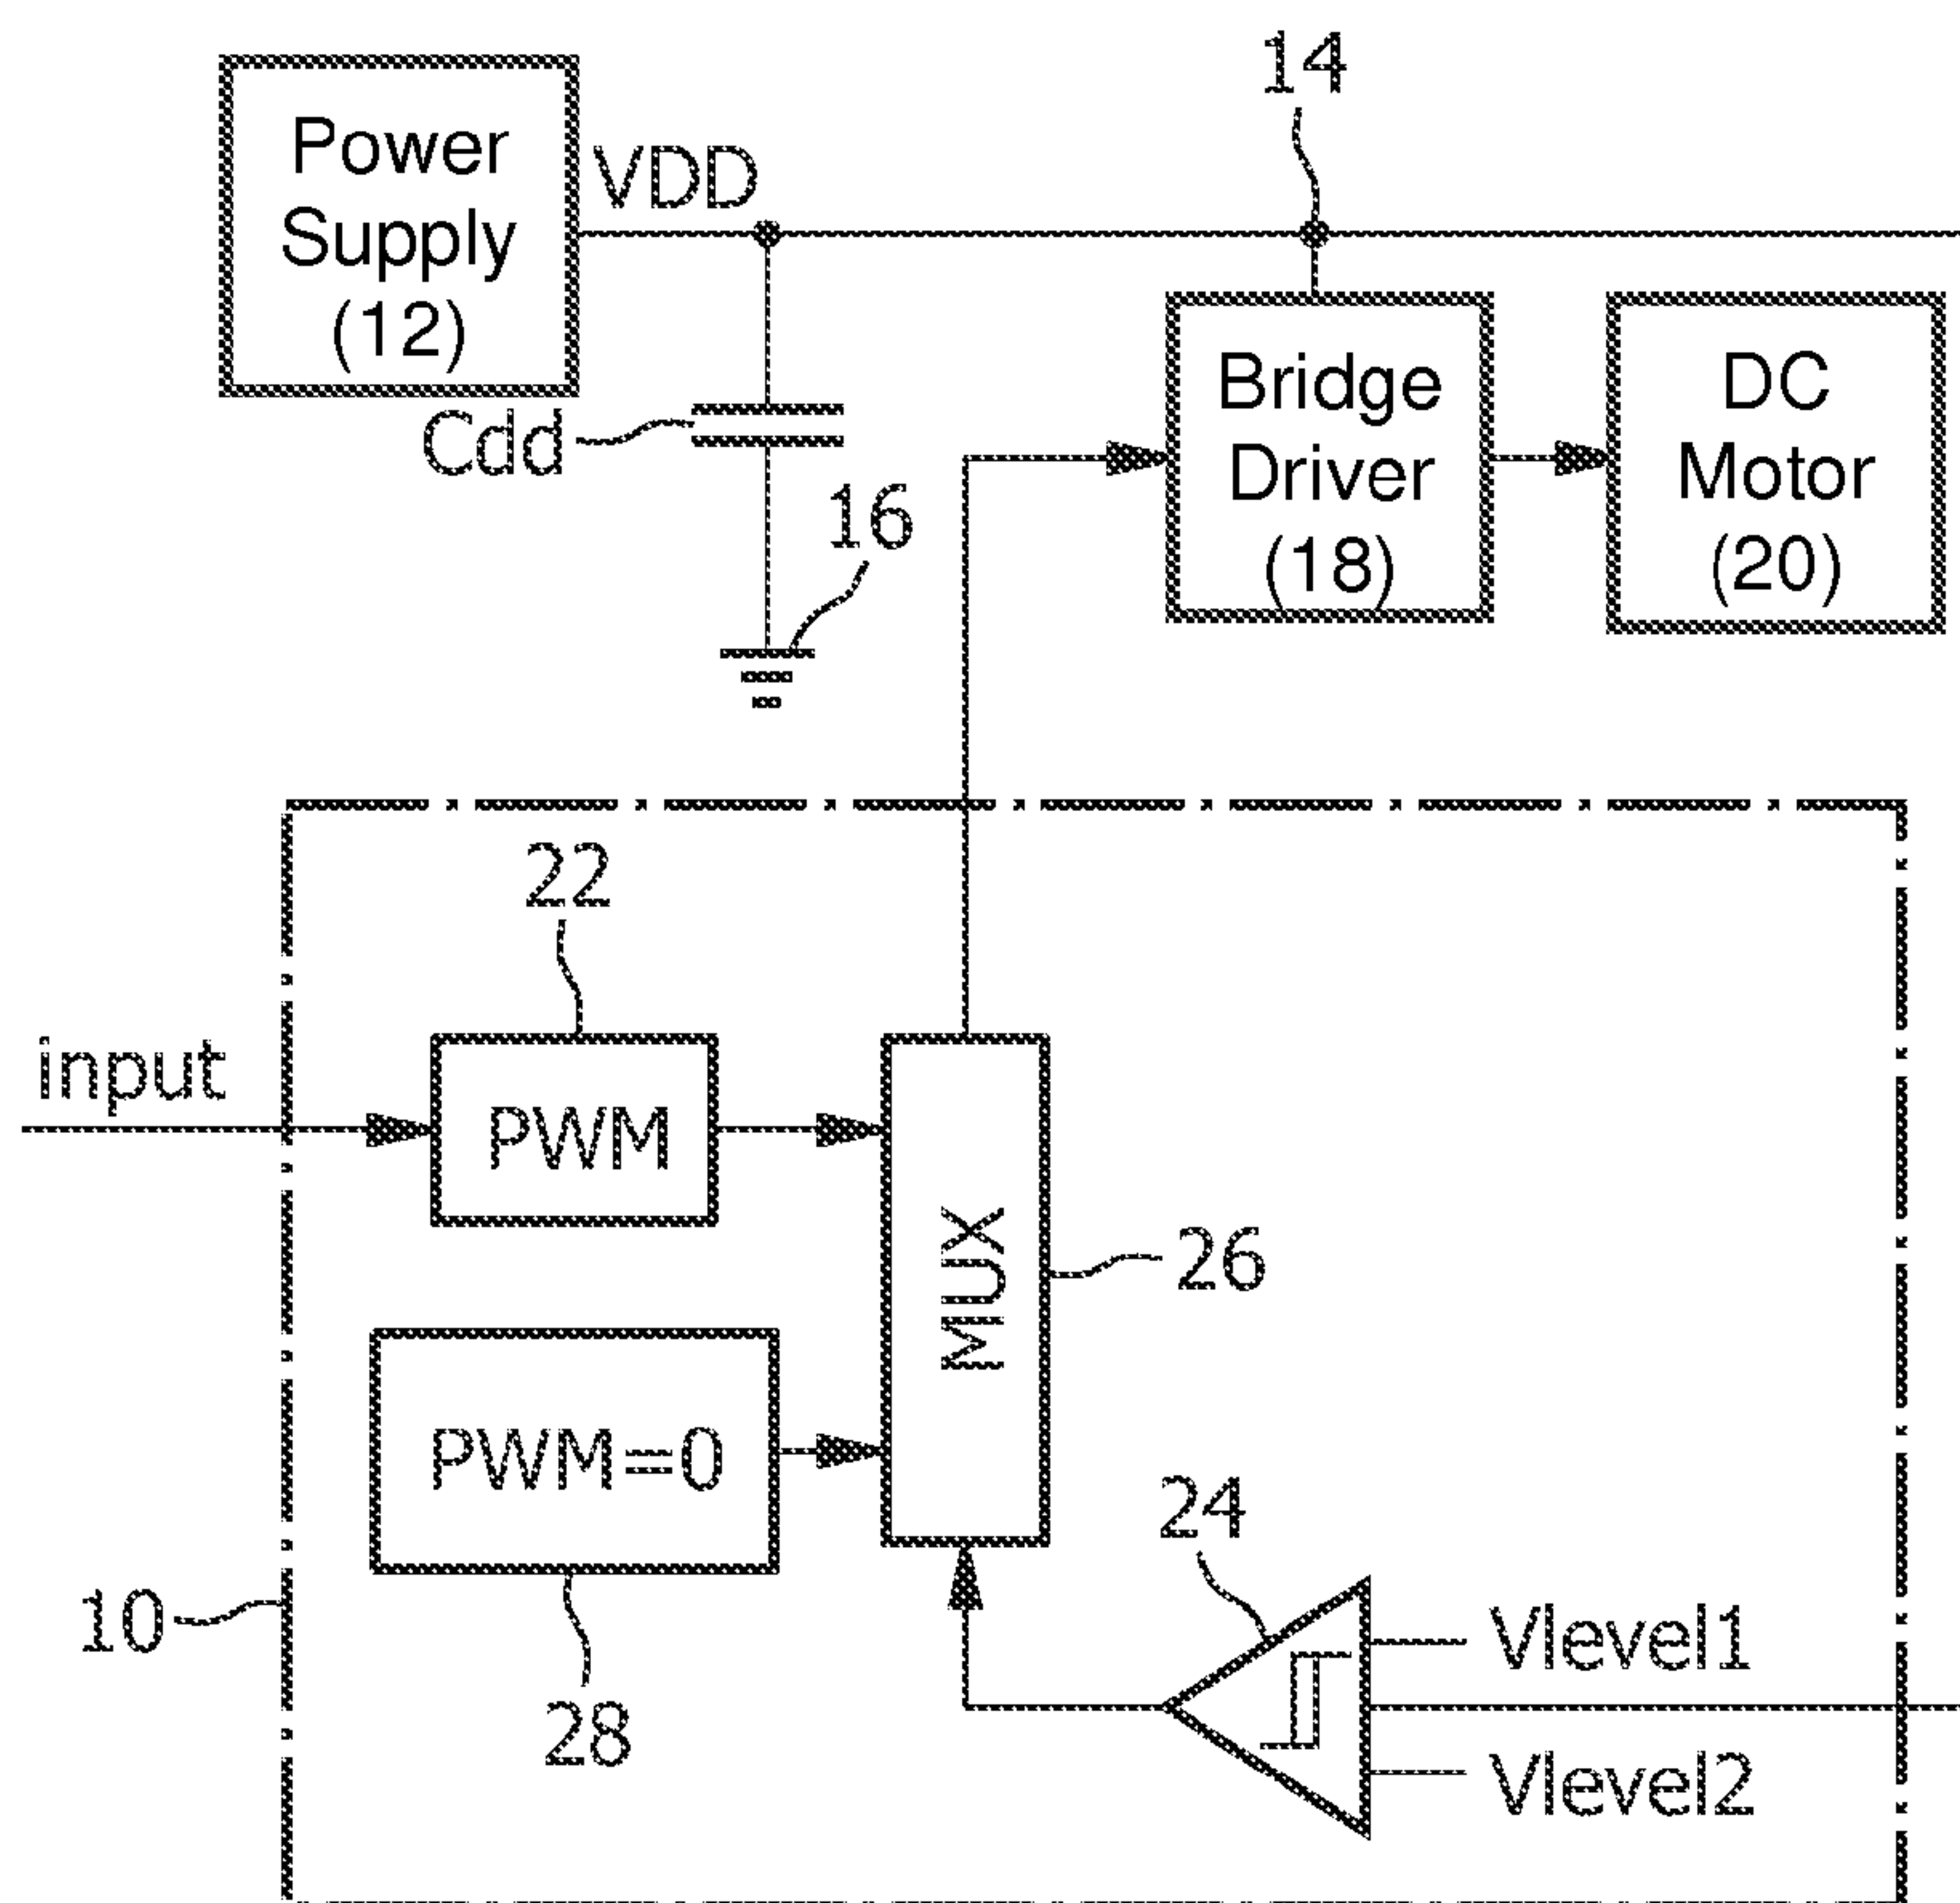 14
Power
Supply
(12)
VDD
Cdd
16
Bridge
Driver
(18)
DC
Motor
(20)
22
input
PWM
MUX
26
PWM=0
24
10
28
Vlevel1
Vlevel2